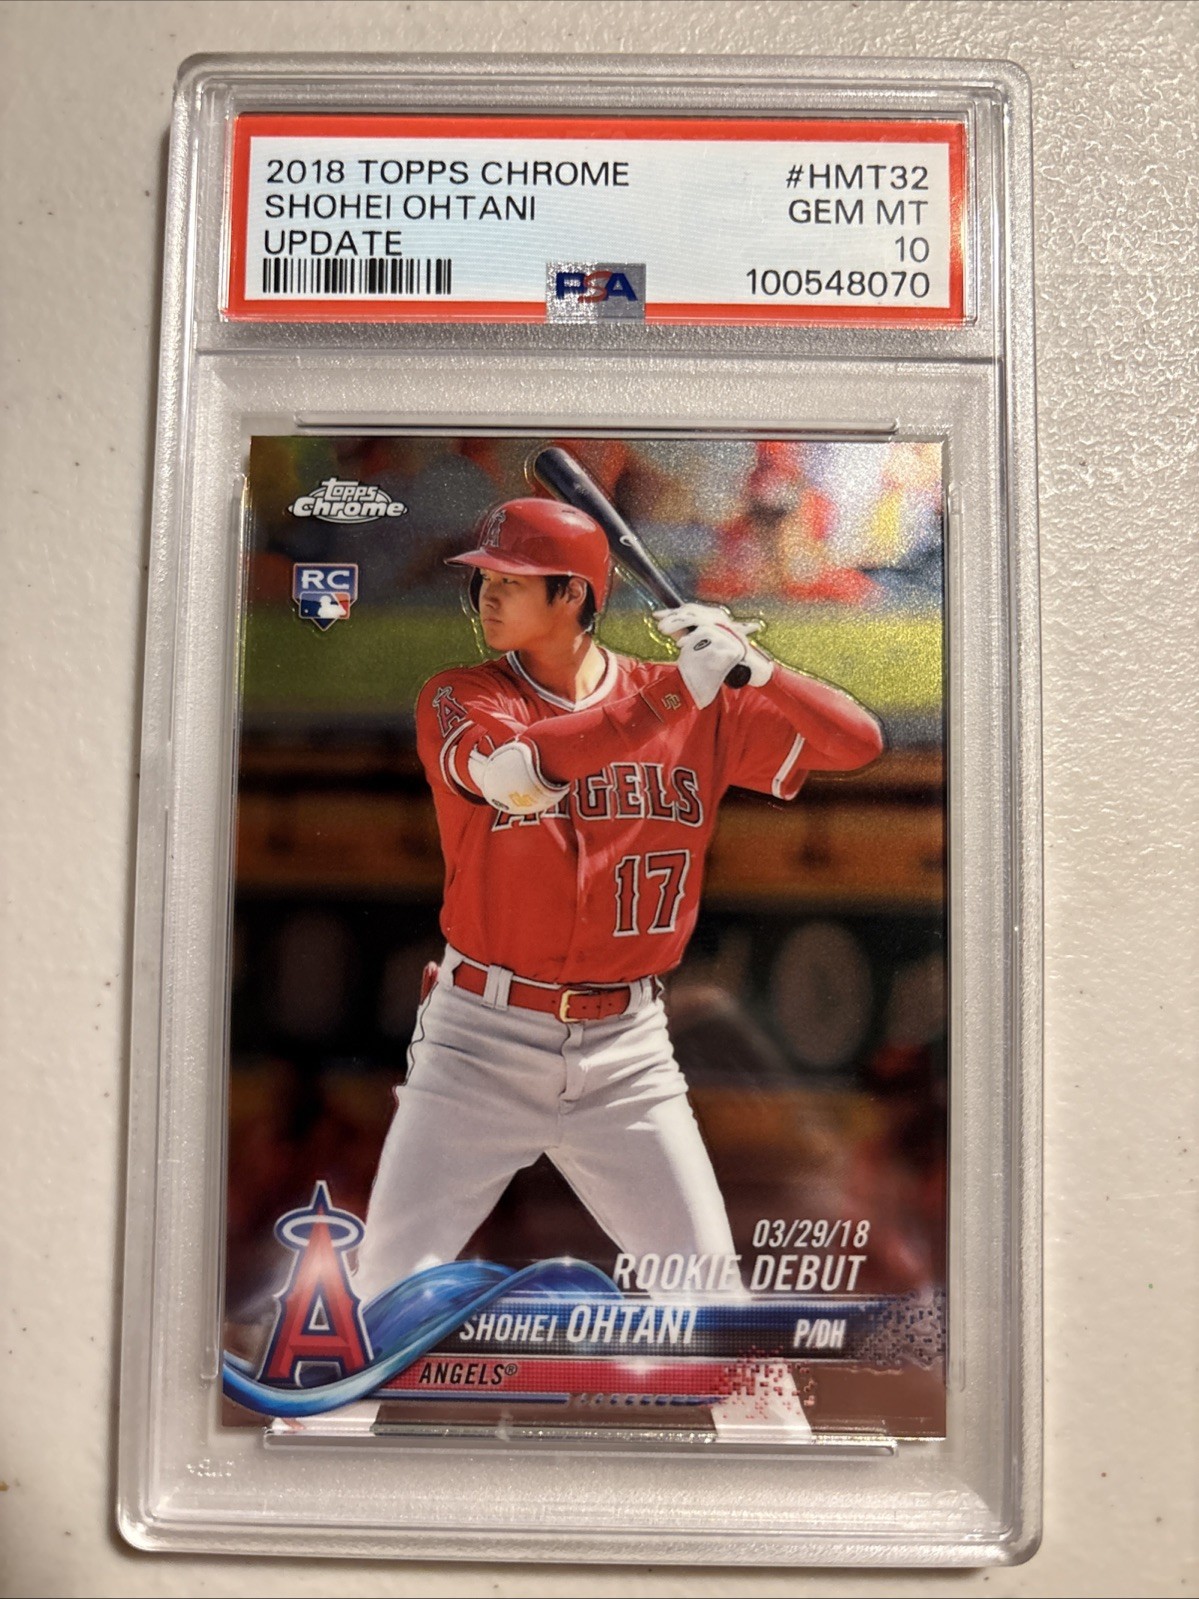 2018 TOPPS CHROME #HMT32
SHOHEI OHTANI GEM MT
UPDATE 10
PSA 100548070
Topps
Chrome
RC
A
A
ANGELS
17
03/29/18
ROOKIE DEBUT
SHOHEI OHTANI P/DH
A
ANGELS®